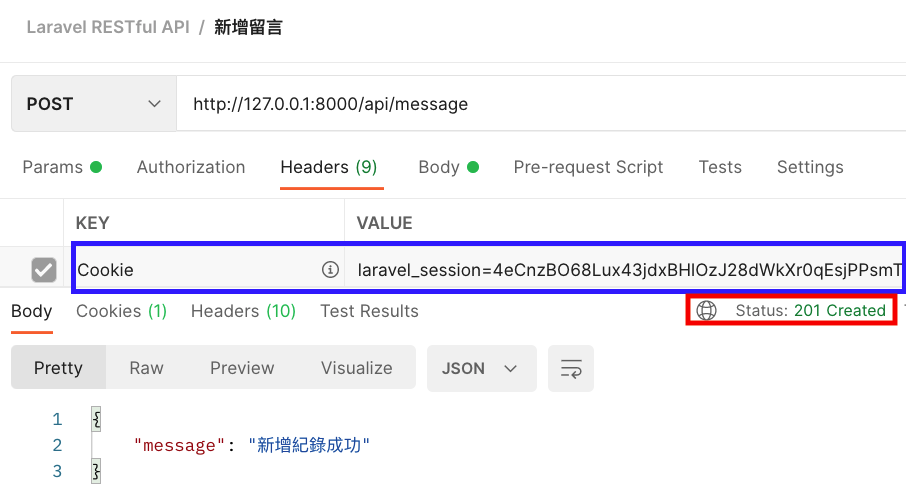 Laravel RESTful API / 新增留言
POST http://127.0.0.1:8000/api/message
Params Authorization Headers (9) Body Pre-request Script Tests Settings
KEY VALUE
Cookie laravel_session=4eCnzBO68Lux43jdxBHIOzJ28dWkXr0qEsjPPsmT
Body Cookies (1) Headers (10) Test Results Status: 201 Created
Pretty Raw Preview Visualize JSON
1 {
2 "message": "新增紀錄成功"
3 }